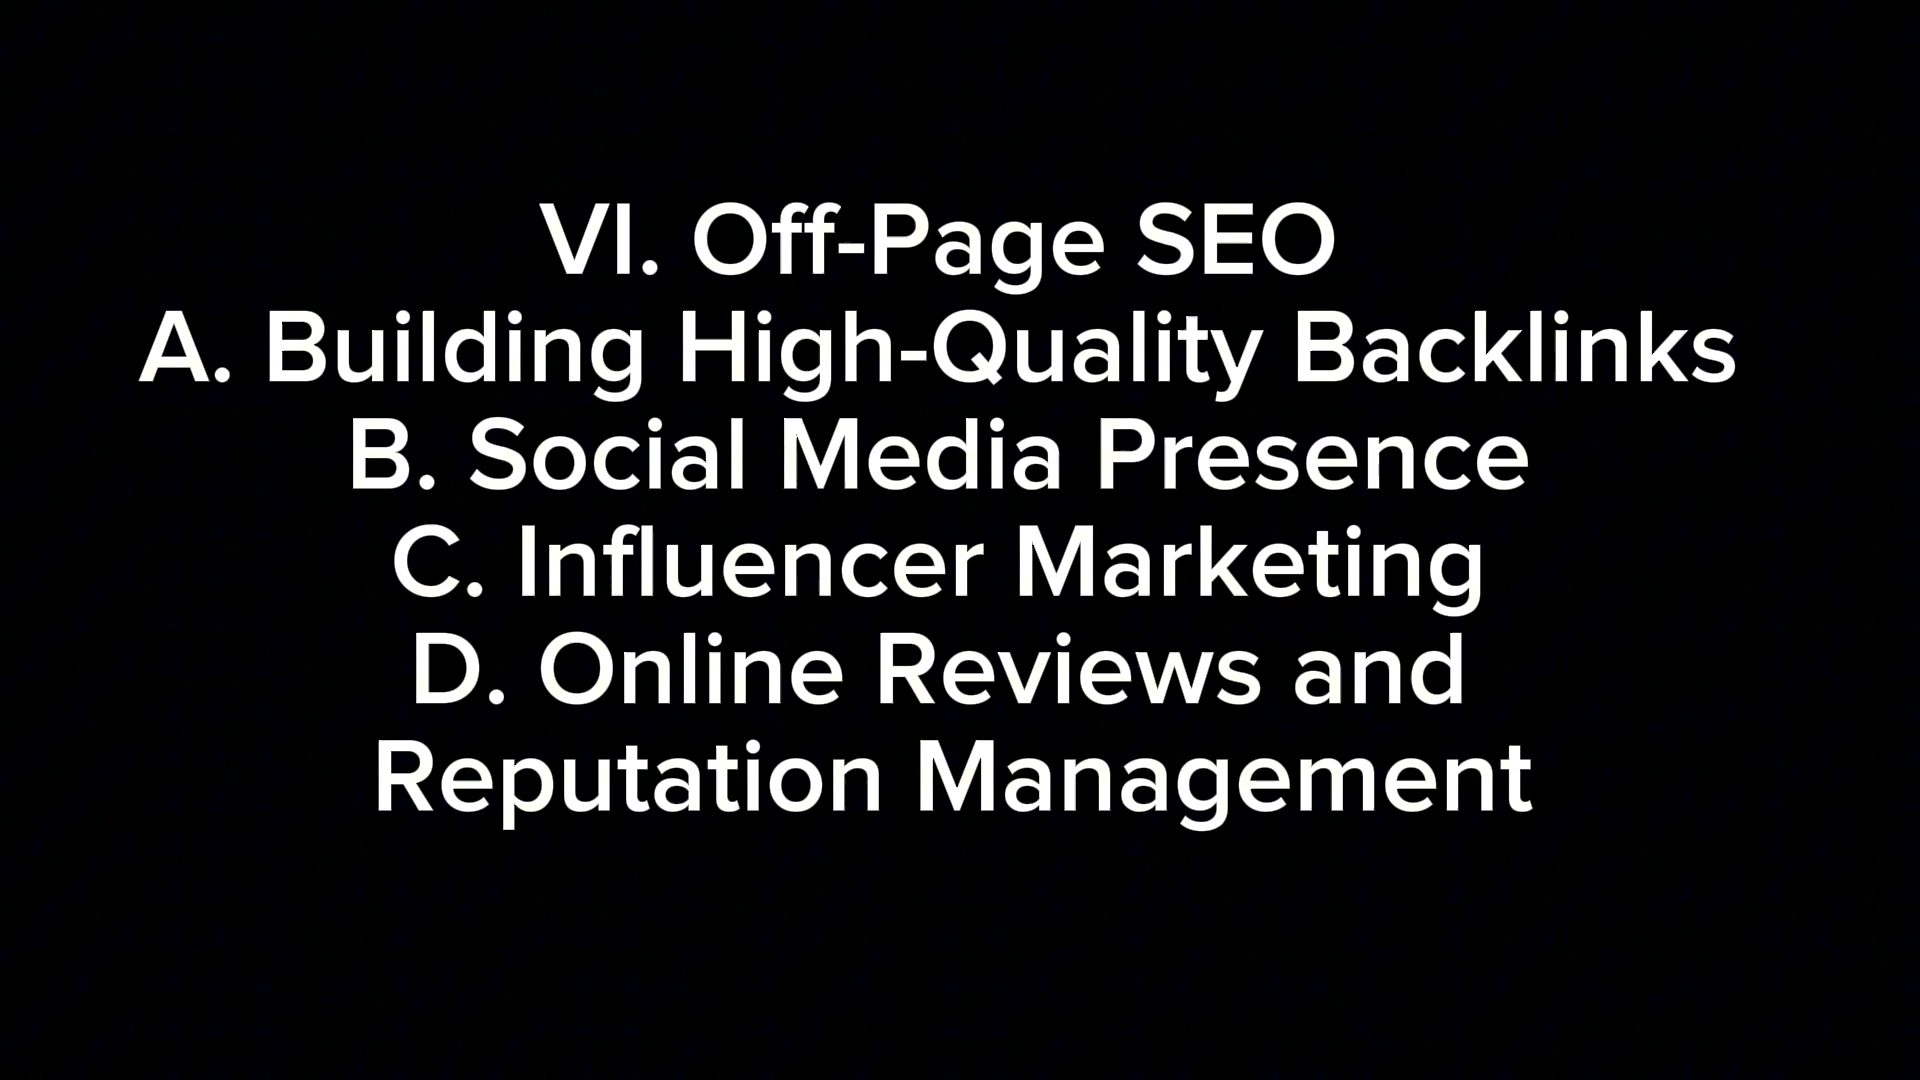 VI. Off-Page SEO
A. Building High-Quality Backlinks
B. Social Media Presence
C. Influencer Marketing
D. Online Reviews and
Reputation Management